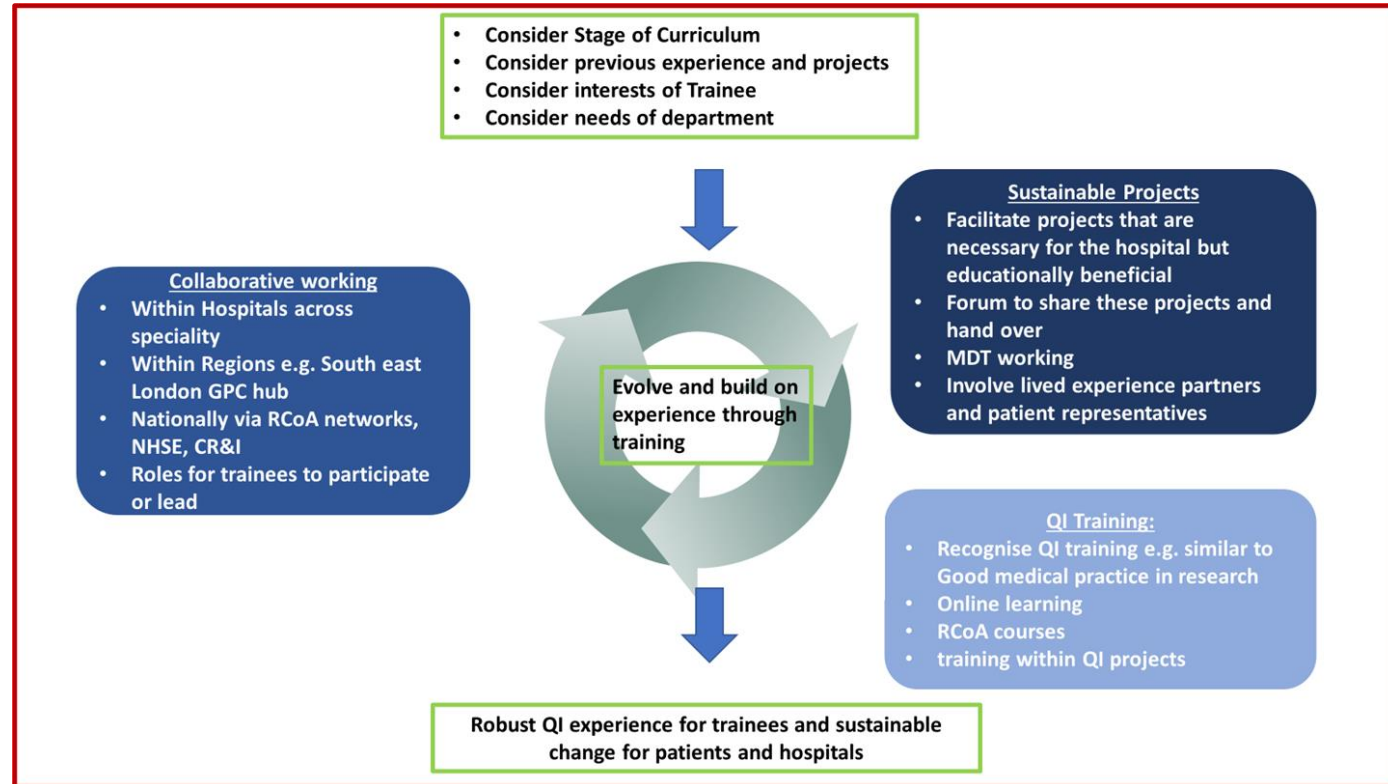 • Consider Stage of Curriculum
• Consider previous experience and projects
• Consider interests of Trainee
• Consider needs of department
Collaborative working
• Within Hospitals across
speciality
• Within Regions e.g. South east
London GPC hub
• Nationally via RCoA networks,
NHSE, CR&I
• Roles for trainees to participate
or lead
Evolve and build on
experience through
training
Sustainable Projects
• Facilitate projects that are
necessary for the hospital but
educationally beneficial
• Forum to share these projects and
hand over
• MDT working
• Involve lived experience partners
and patient representatives
QI Training:
• Recognise QI training e.g. similar to
Good medical practice in research
• Online learning
• RCoA courses
• training within QI projects
Robust QI experience for trainees and sustainable
change for patients and hospitals